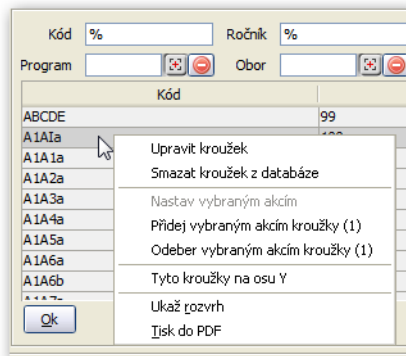 Kód % Ročník %
Program Obor
Kód
ABCDE 99
A1AIa
A1A1a
A1A2a
A1A3a
A1A4a
A1A5a
A1A6a
A1A6b
Upravit kroužek
Smazat kroužek z databáze
Nastav vybraným akcím
Přidej vybraným akcím kroužky (1)
Odeber vybraným akcím kroužky (1)
Tyto kroužky na osu Y
Ukaž rozvrh
Tisk do PDF
Ok